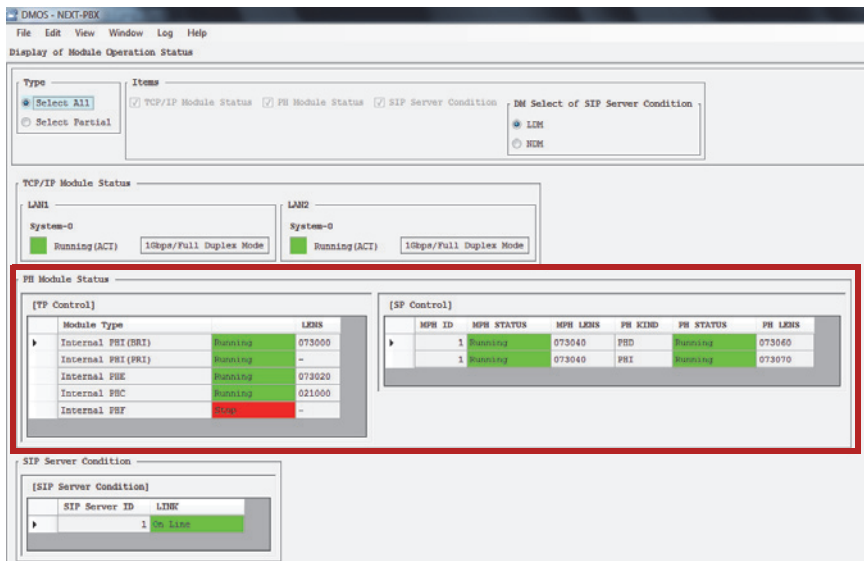 DMOS - NEXT-PBX
File Edit View Window Log Help
Display of Module Operation Status
Type
Items
Select All
TCP/IP Module Status
PH Module Status
SIP Server Condition
DM Select of SIP Server Condition
Select Partial
LDM
NDM
TCP/IP Module Status
LAN1
LAN2
System-0
System-0
Running(ACT)
1Gbps/Full Duplex Mode
Running(ACT)
1Gbps/Full Duplex Mode
PH Module Status
[TP Control]
[SP Control]
Module Type LENS
MPH ID MPH STATUS MPH LENS PH KIND PH STATUS PH LENS
Internal PHI(BRI) Running 073000
1 Running 073040 PHD Running 073060
Internal PHI(PRI) Running -
1 Running 073040 PHI Running 073070
Internal PHE Running 073020
Internal PHC Running 021000
Internal PHF Stop -
SIP Server Condition
[SIP Server Condition]
SIP Server ID LINK
1 On Line